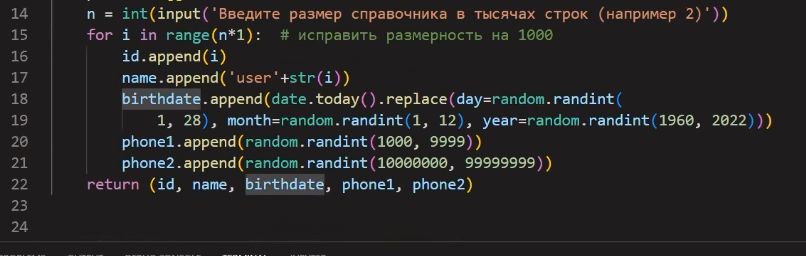 14 n = int(input('Введите размер справочника в тысячах строк (например 2)'))
15 for i in range(n*1):  # исправить размерность на 1000
16 id.append(i)
17 name.append('user'+str(i))
18 birthdate.append(date.today().replace(day=random.randint(
19 1, 28), month=random.randint(1, 12), year=random.randint(1960, 2022)))
20 phone1.append(random.randint(1000, 9999))
21 phone2.append(random.randint(10000000, 99999999))
22 return (id, name, birthdate, phone1, phone2)
23
24